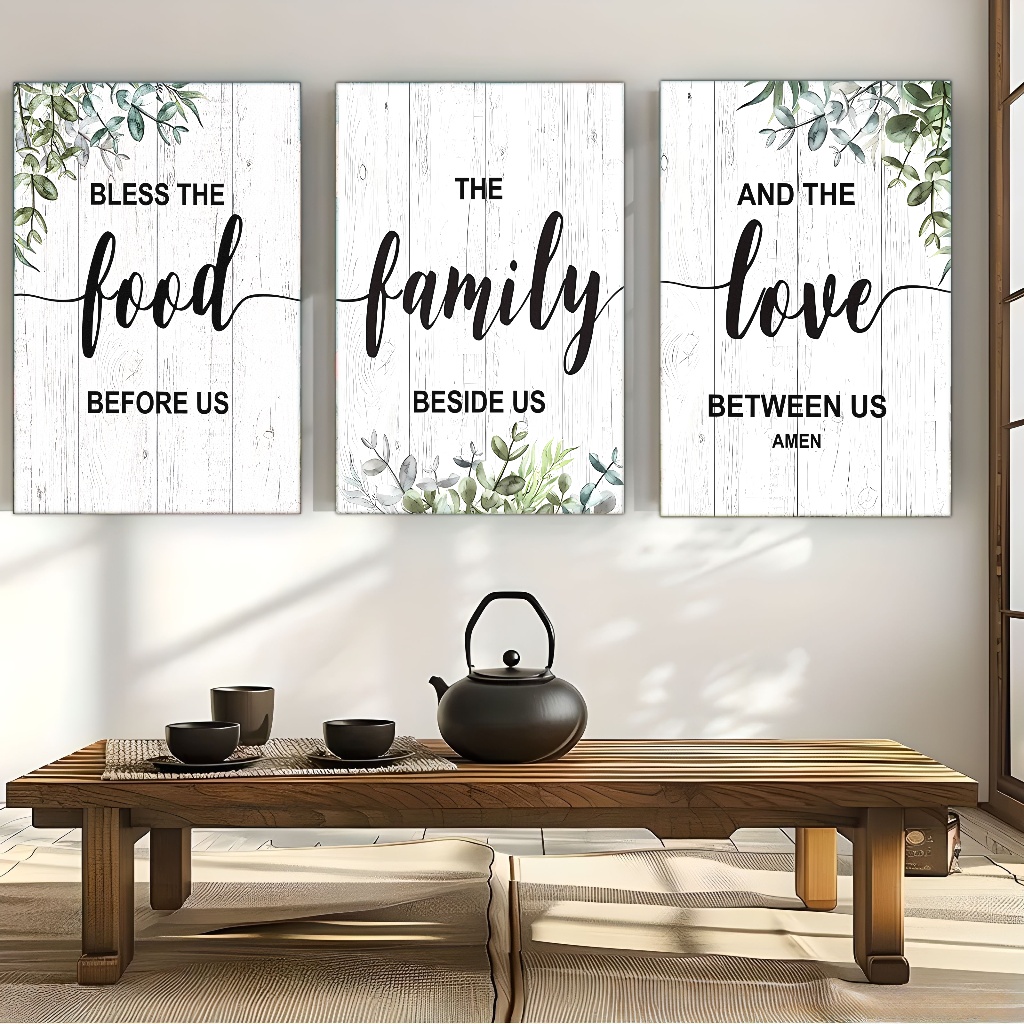 BLESS THE
food
BEFORE US
THE
family
BESIDE US
AND THE
love
BETWEEN US
AMEN